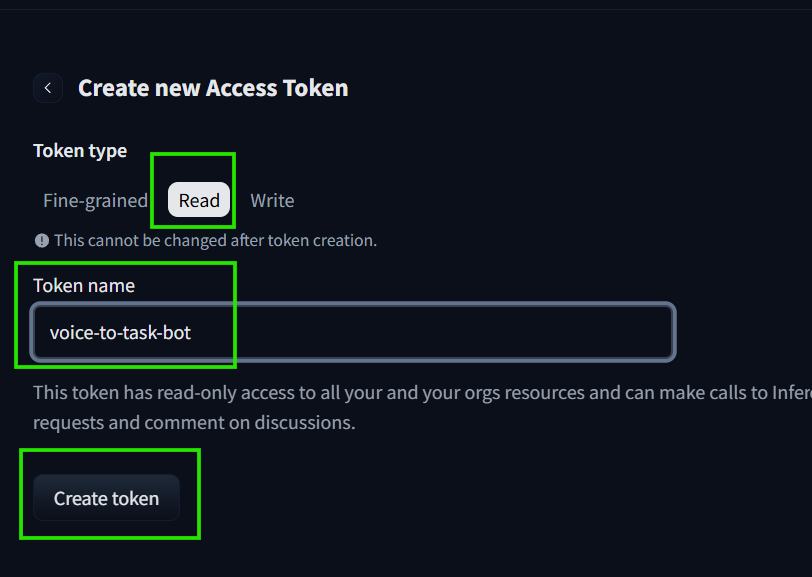 Create new Access Token
Token type
Fine-grained Read Write
This cannot be changed after token creation.
Token name
voice-to-task-bot
This token has read-only access to all your and your orgs resources and can make calls to
requests and comment on discussions.
Create token